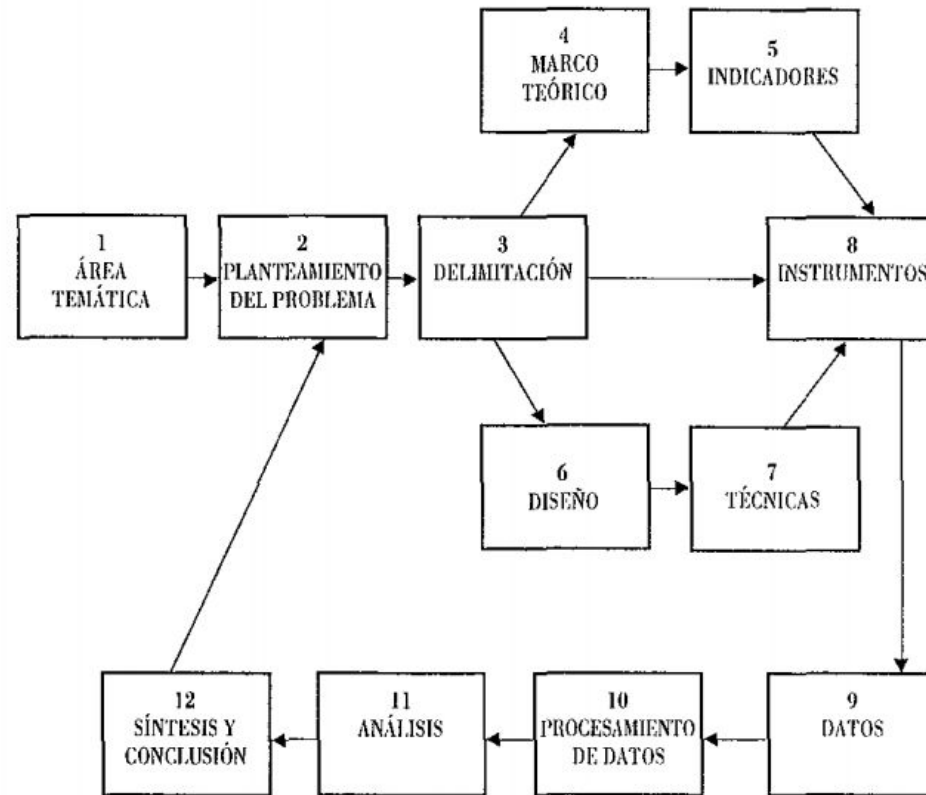 1
ÁREA
TEMÁTICA
2
PLANTEAMIENTO
DEL PROBLEMA
3
DELIMITACIÓN
4
MARCO
TEÓRICO
5
INDICADORES
6
DISEÑO
7
TÉCNICAS
8
INSTRUMENTOS
9
DATOS
10
PROCESAMIENTO
DE DATOS
11
ANÁLISIS
12
SÍNTESIS Y
CONCLUSIÓN